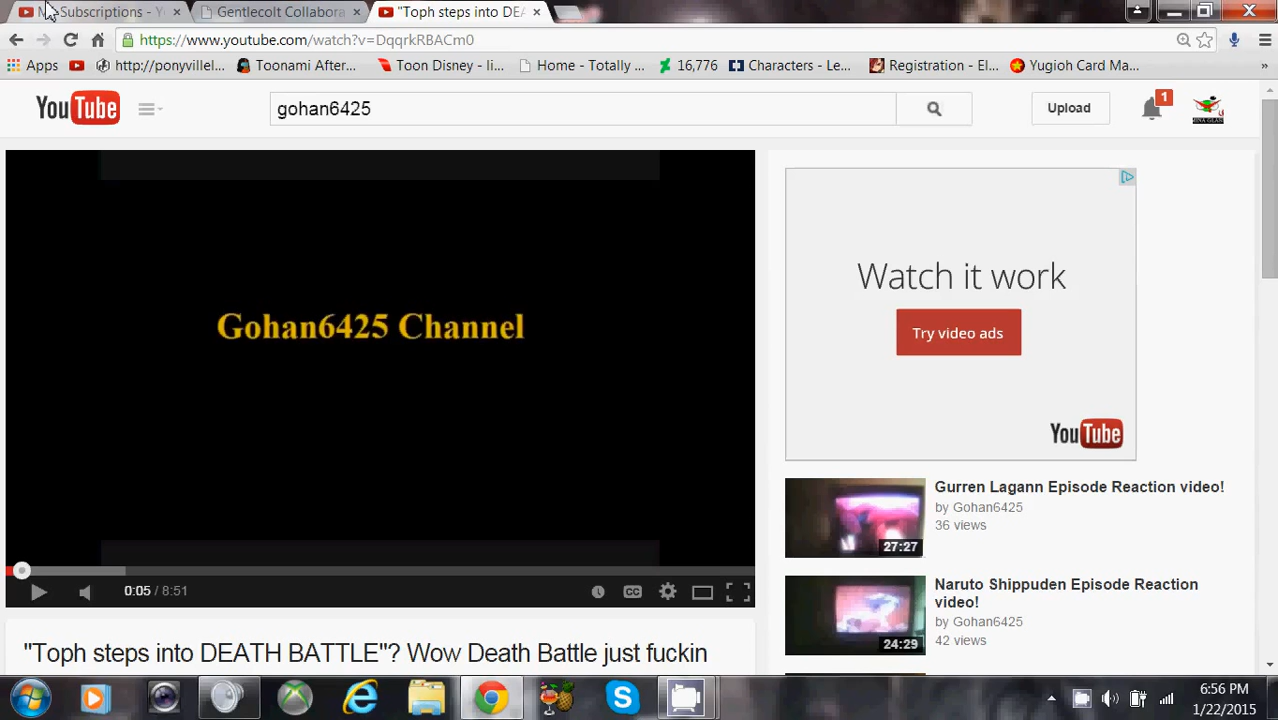 Subscriptions - Y
Gentlecolt Collabora
"Toph steps into DEA
https://www.youtube.com/watch?v=DqqrkRBACm0
Apps
http://ponyvillel...
Toonami After...
Toon Disney - li...
Home - Totally ...
16,776
Characters - Le...
Registration - El...
Yugioh Card Ma...
»
YouTube
gohan6425
Upload
1
Gohan6425 Channel
Watch it work
Try video ads
YouTube
Gurren Lagann Episode Reaction video!
by Gohan6425
36 views
27:27
Naruto Shippuden Episode Reaction
video!
by Gohan6425
42 views
24:29
0:05 / 8:51
CC
"Toph steps into DEATH BATTLE"? Wow Death Battle just fuckin
6:56 PM
1/22/2015